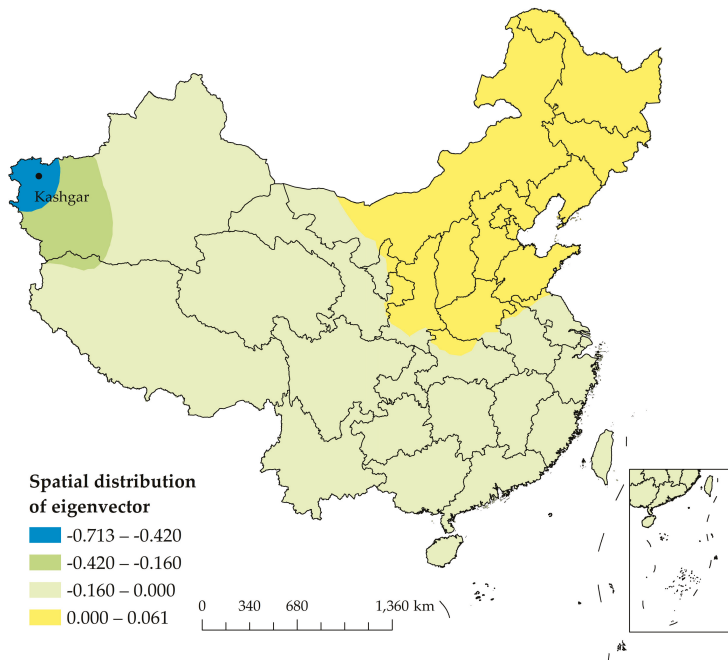 Kashgar
Spatial distribution
of eigenvector
-0.713 – -0.420
-0.420 – -0.160
-0.160 – 0.000
0.000 – 0.061
0 340 680 1,360 km